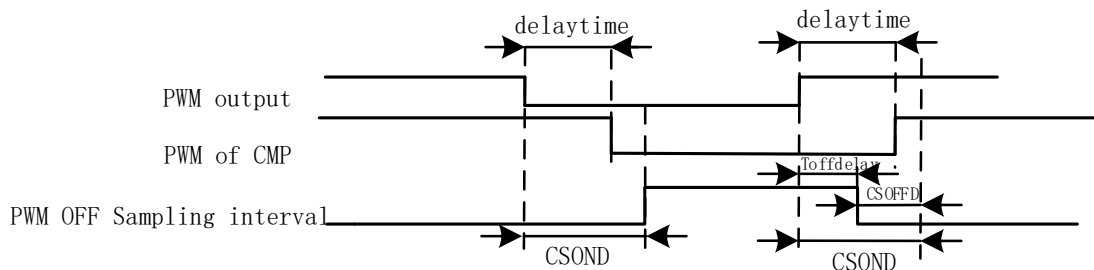 delaytime
delaytime
PWM output
PWM of CMP
Toffdelay
CSOFFD
PWM OFF Sampling interval
CSOND
CSOND